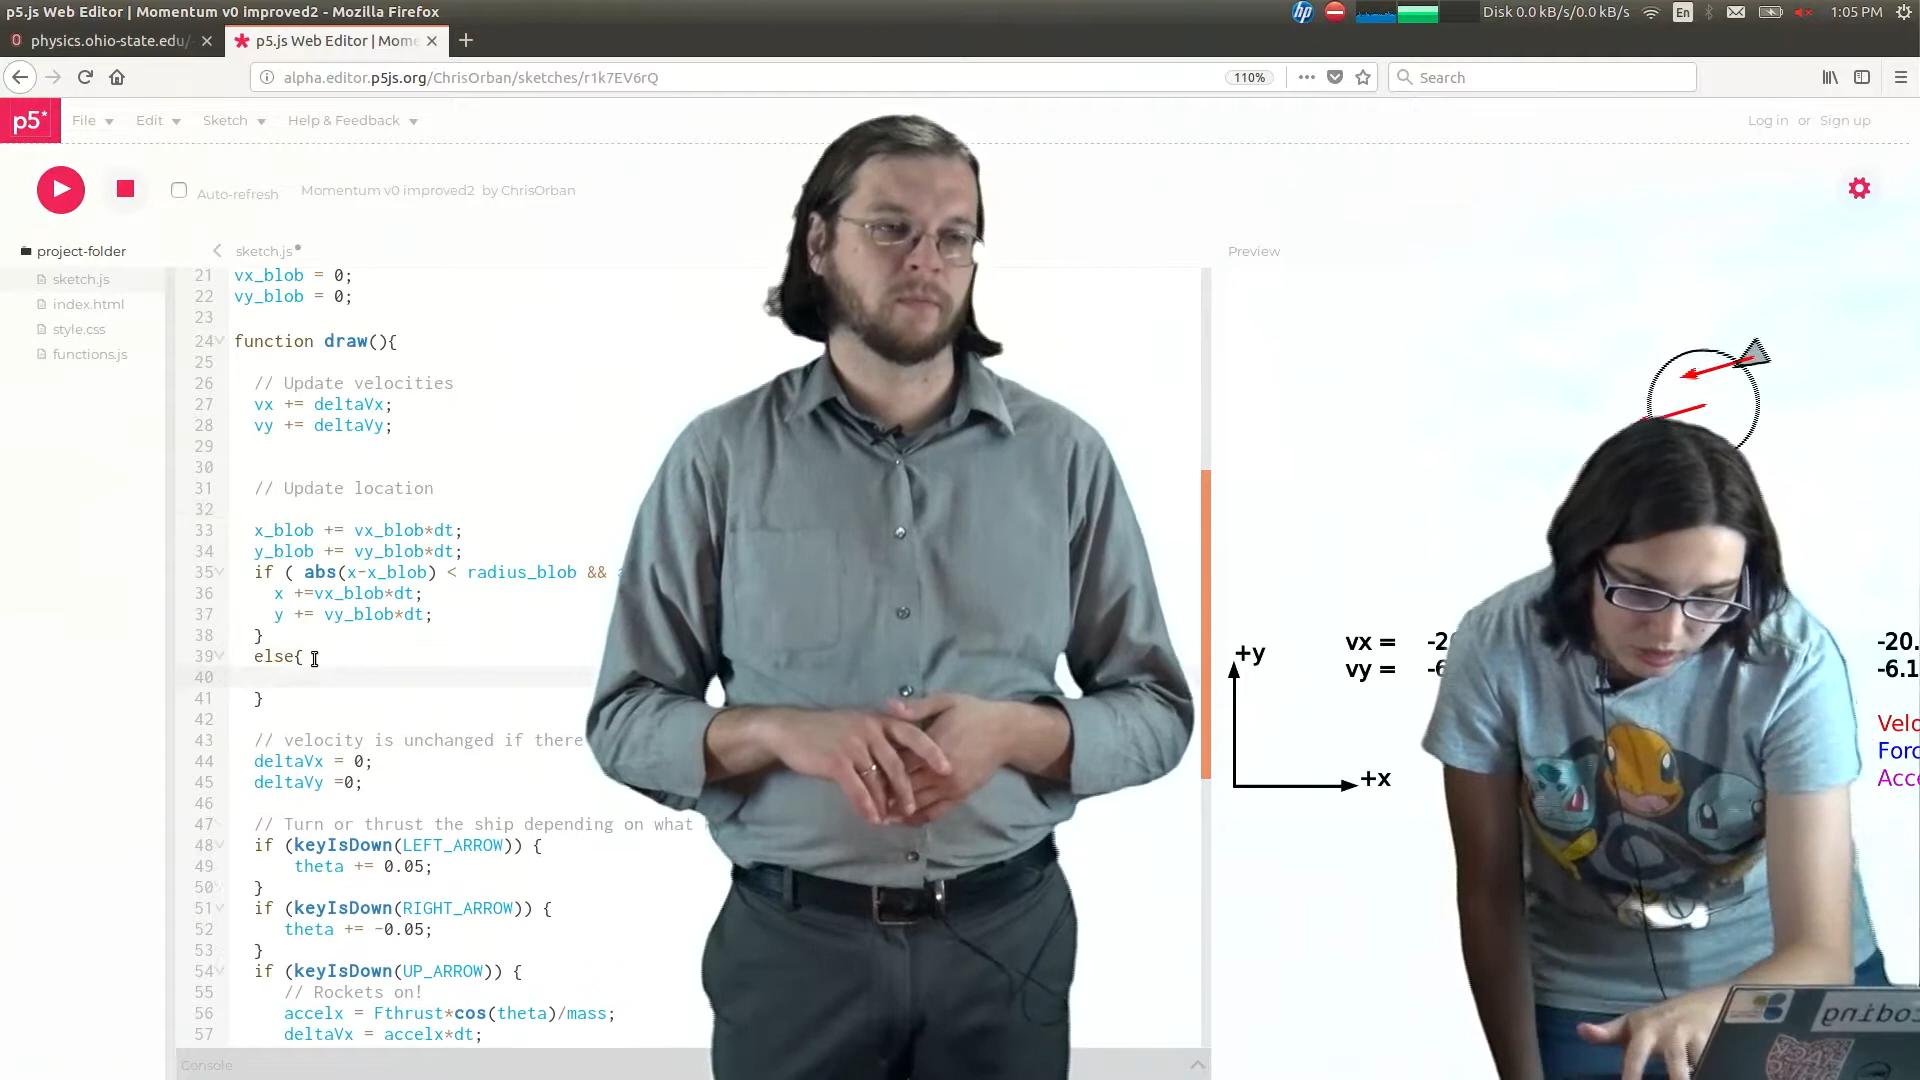 p5.js Web Editor | Momentum v0 improved2 - Mozilla Firefox
hp
Disk 0.0 kB/s/0.0 kB/s
En
1:05 PM
physics.ohio-state.edu/
p5.js Web Editor | Mome
alpha.editor.p5js.org/ChrisOrban/sketches/r1k7EV6rQ
110%
Search
p5*
File
Edit
Sketch
Help & Feedback
Log in or Sign up
Auto-refresh
Momentum v0 improved2 by ChrisOrban
project-folder
sketch.js
index.html
style.css
functions.js
sketch.js
Preview
21 vx_blob = 0;
22 vy_blob = 0;
23
24 function draw(){
25
26 // Update velocities
27 vx += deltaVx;
28 vy += deltaVy;
29
30
31 // Update location
32
33 x_blob += vx_blob*dt;
34 y_blob += vy_blob*dt;
35 if ( abs(x-x_blob) < radius_blob &&
36 x +=vx_blob*dt;
37 y += vy_blob*dt;
38 }
39 else{
40
41 }
42
43 // velocity is unchanged if there
44 deltaVx = 0;
45 deltaVy =0;
46
47 // Turn or thrust the ship depending on what
48 if (keyIsDown(LEFT_ARROW)) {
49 theta += 0.05;
50 }
51 if (keyIsDown(RIGHT_ARROW)) {
52 theta += -0.05;
53 }
54 if (keyIsDown(UP_ARROW)) {
55 // Rockets on!
56 accelx = Fthrust*cos(theta)/mass;
57 deltaVx = accelx*dt;
Console
+y
+x
vx = -20.
vy = -6.1
Velo
Forc
Acce
coding